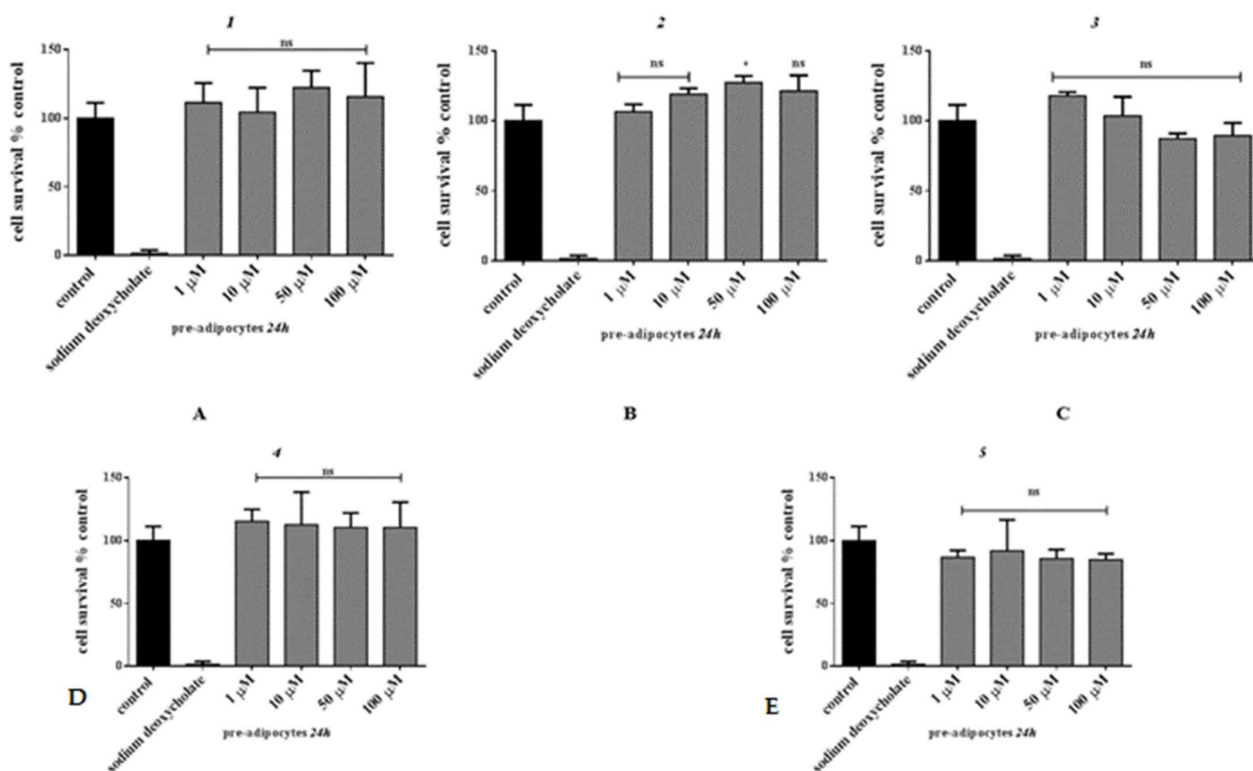 1
150
100
50
0
cell survival % control
ns
control
sodium deoxycholate
1 μM
10 μM
50 μM
100 μM
pre-adipocytes 24h
A
2
150
100
50
0
cell survival % control
ns
*
ns
control
sodium deoxycholate
1 μM
10 μM
50 μM
100 μM
pre-adipocytes 24h
B
3
150
100
50
0
cell survival % control
ns
control
sodium deoxycholate
1 μM
10 μM
50 μM
100 μM
pre-adipocytes 24h
C
4
150
100
50
0
cell survival % control
ns
control
sodium deoxycholate
1 μM
10 μM
50 μM
100 μM
pre-adipocytes 24h
D
5
150
100
50
0
cell survival % control
ns
control
sodium deoxycholate
1 μM
10 μM
50 μM
100 μM
pre-adipocytes 24h
E